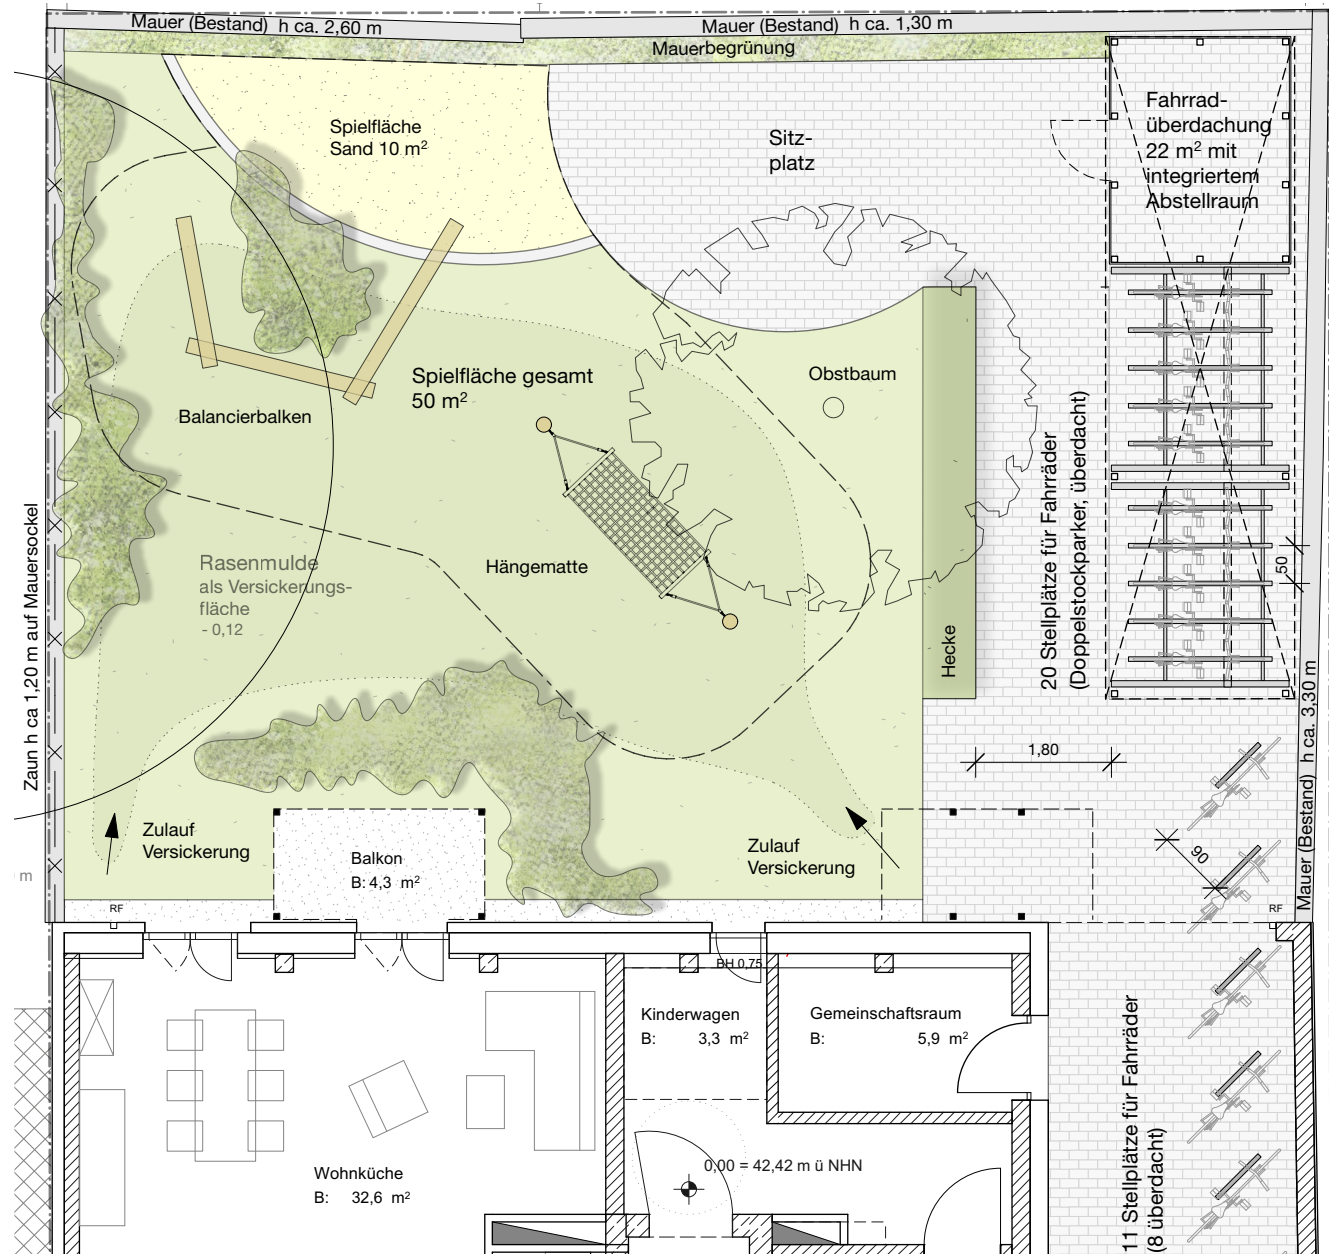 Mauer (Bestand)  h ca. 2,60 m
Mauer (Bestand)  h ca. 1,30 m
Mauerbegrünung
Spielfläche
Sand 10 m²
Sitz-
platz
Fahrrad-
überdachung
22 m² mit
integriertem
Abstellraum
Spielfläche gesamt
50 m²
Obstbaum
Balancierbalken
Hängematte
Rasenmulde
als Versickerungs-
fläche
- 0,12
Zaun h ca 1,20 m auf Mauersockel
Hecke
20 Stellplätze für Fahrräder
(Doppelstockparker, überdacht)
50
Mauer (Bestand)  h ca. 3,30 m
1,80
90
Zulauf
Versickerung
Balkon
B: 4,3 m²
Zulauf
Versickerung
m
RF
RF
BH 0,75
Kinderwagen
B: 3,3 m²
Gemeinschaftsraum
B: 5,9 m²
11 Stellplätze für Fahrräder
(8 überdacht)
0,00 = 42,42 m ü NHN
Wohnküche
B: 32,6 m²